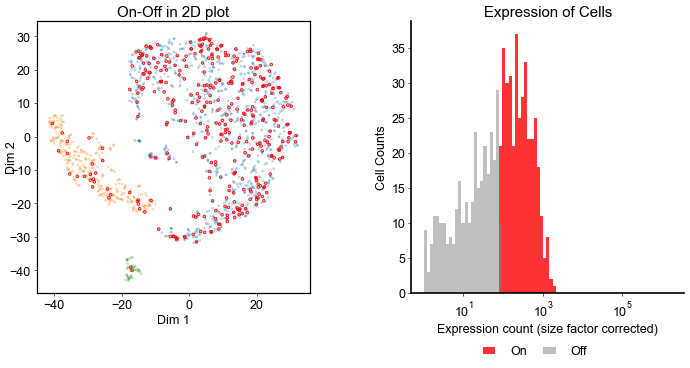 On-Off in 2D plot
Dim 2
30
20
10
0
−10
−20
−30
−40
−40
−20
0
20
Dim 1
Expression of Cells
Cell Counts
35
30
25
20
15
10
5
0
10¹
10³
10⁵
Expression count (size factor corrected)
On
Off